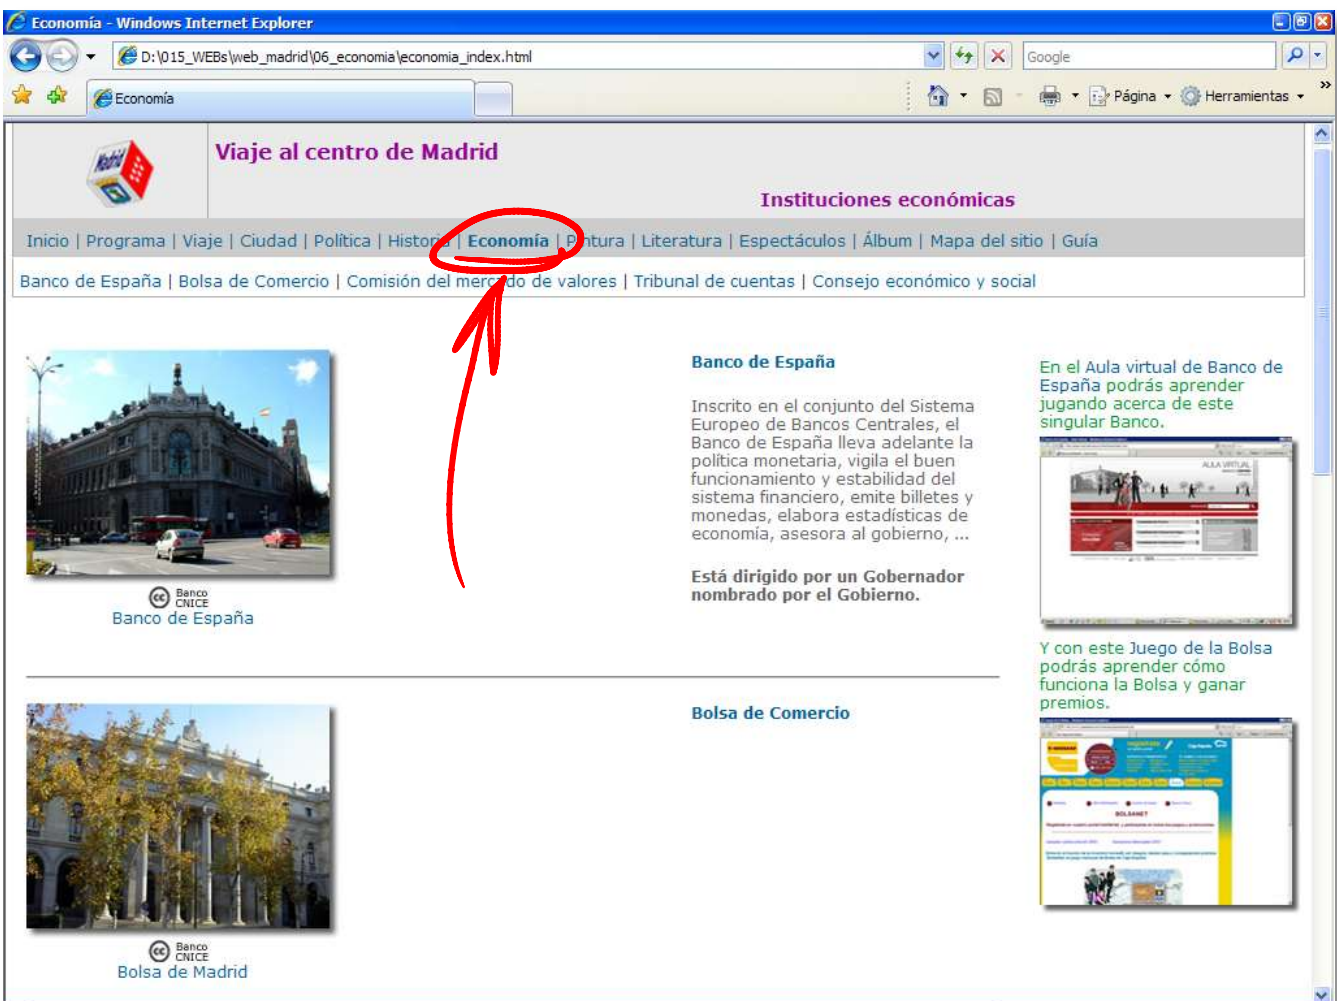 Economía - Windows Internet Explorer
D:\015_WEBs\web_madrid\06_economia\economia_index.html
Google
Economía
Página
Herramientas
Madrid
Viaje al centro de Madrid
Instituciones económicas
Inicio | Programa | Viaje | Ciudad | Política | Historia | Economía | Pintura | Literatura | Espectáculos | Álbum | Mapa del sitio | Guía
Banco de España | Bolsa de Comercio | Comisión del mercado de valores | Tribunal de cuentas | Consejo económico y social
Banco de España
Inscrito en el conjunto del Sistema
Europeo de Bancos Centrales, el
Banco de España lleva adelante la
política monetaria, vigila el buen
funcionamiento y estabilidad del
sistema financiero, emite billetes y
monedas, elabora estadísticas de
economía, asesora al gobierno, ...
Está dirigido por un Gobernador
nombrado por el Gobierno.
cc Banco
CNICE
Banco de España
En el Aula virtual de Banco de
España podrás aprender
jugando acerca de este
singular Banco.
AULA VIRTUAL
Y con este Juego de la Bolsa
podrás aprender cómo
funciona la Bolsa y ganar
premios.
BOLSANET
Bolsa de Comercio
cc Banco
CNICE
Bolsa de Madrid